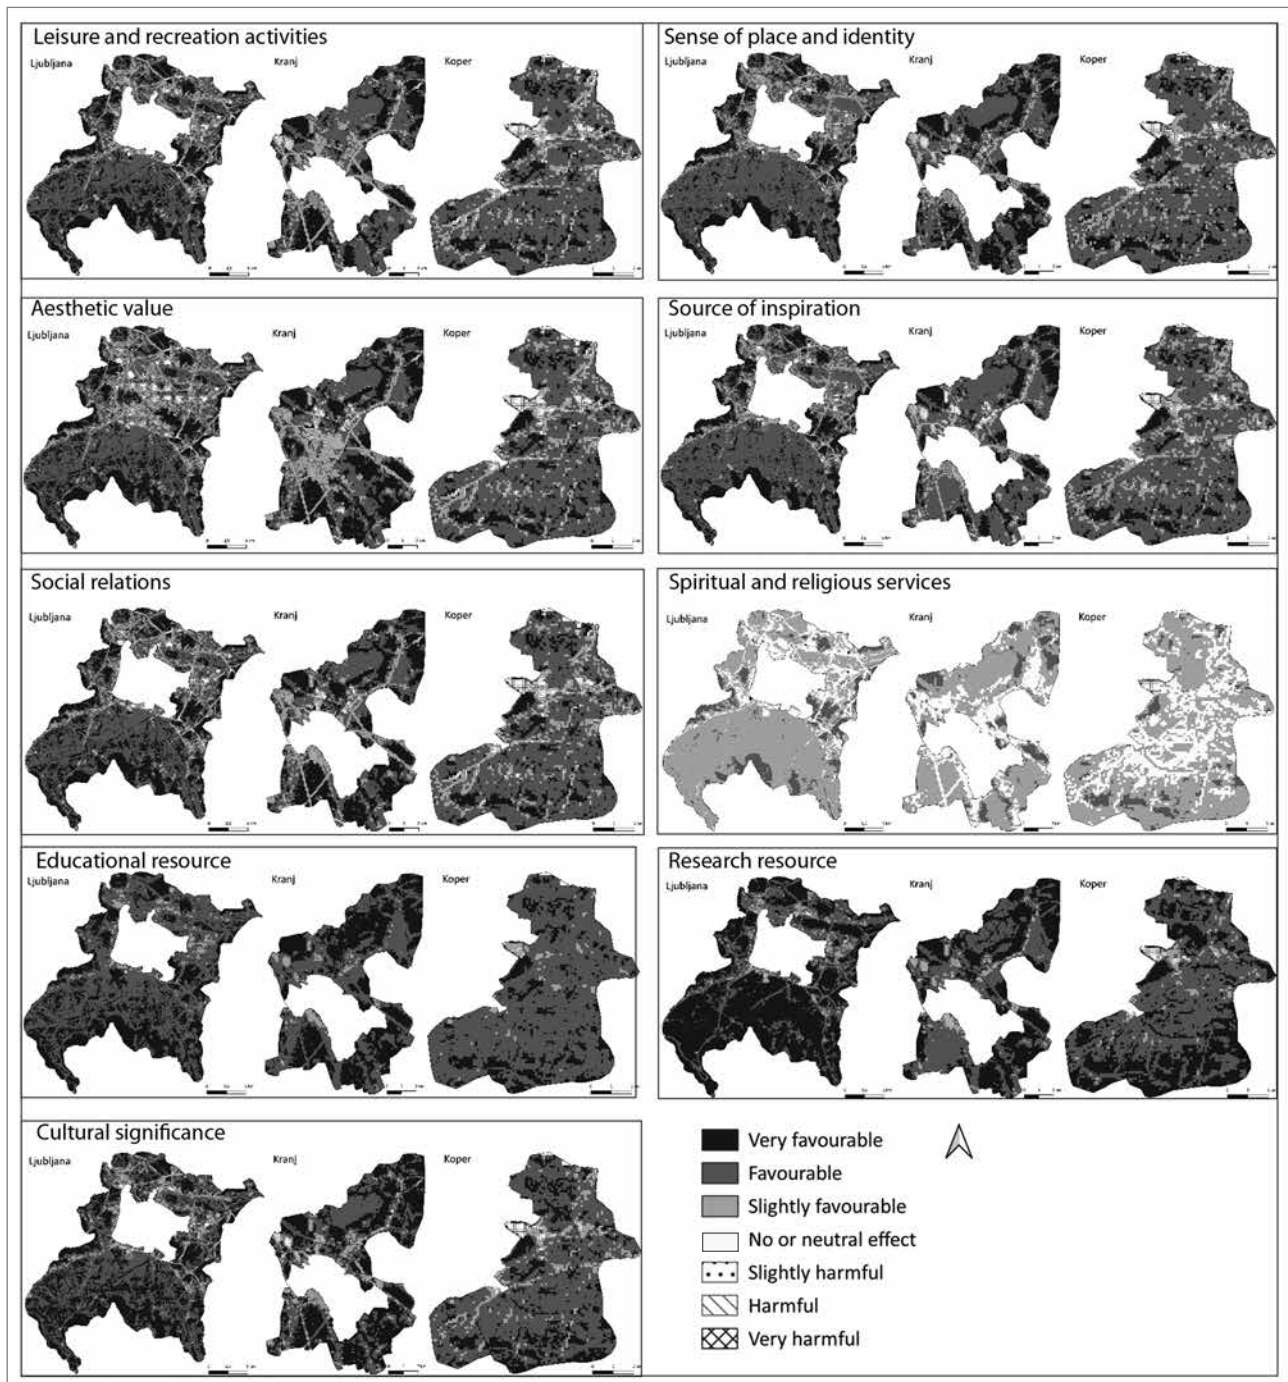 Leisure and recreation activities
Ljubljana
Kranj
Koper
Sense of place and identity
Ljubljana
Kranj
Koper
Aesthetic value
Ljubljana
Kranj
Koper
Source of inspiration
Ljubljana
Kranj
Koper
Social relations
Ljubljana
Kranj
Koper
Spiritual and religious services
Ljubljana
Kranj
Koper
Educational resource
Ljubljana
Kranj
Koper
Research resource
Ljubljana
Kranj
Koper
Cultural significance
Ljubljana
Kranj
Koper
Very favourable
Favourable
Slightly favourable
No or neutral effect
Slightly harmful
Harmful
Very harmful